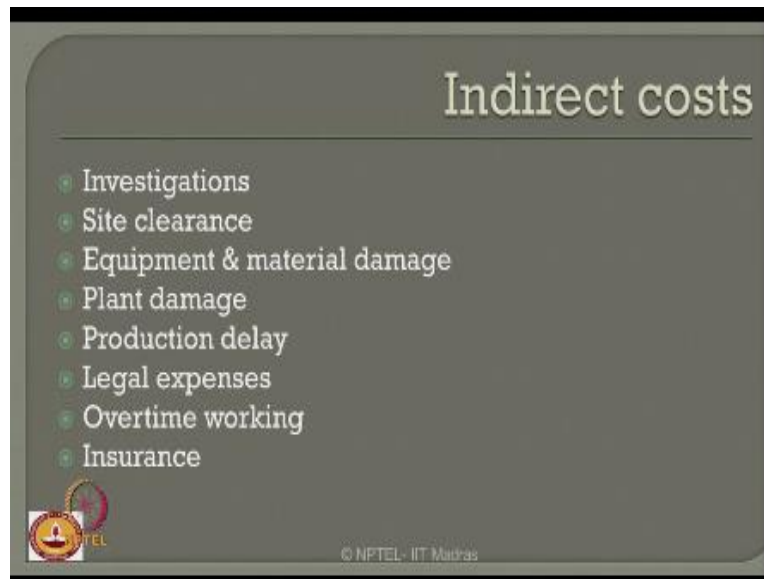 Indirect costs
Investigations
Site clearance
Equipment & material damage
Plant damage
Production delay
Legal expenses
Overtime working
Insurance
NPTEL
© NPTEL- IIT Madras